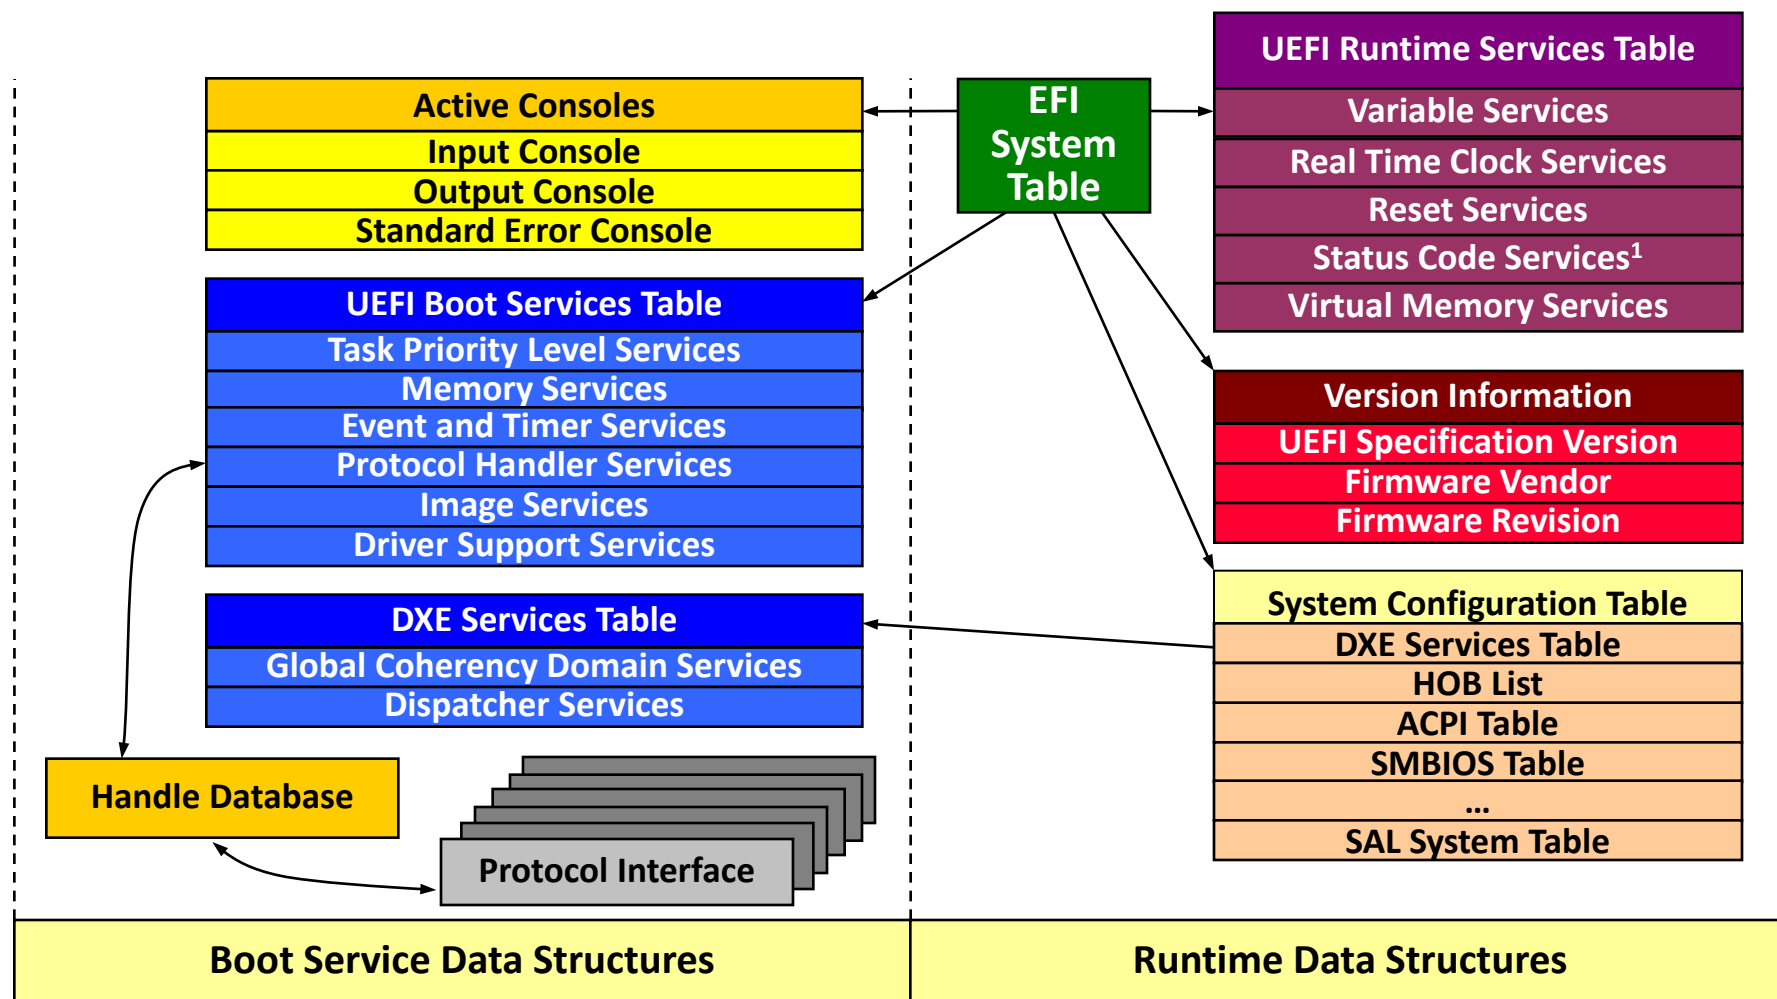 Active Consoles
Input Console
Output Console
Standard Error Console
UEFI Boot Services Table
Task Priority Level Services
Memory Services
Event and Timer Services
Protocol Handler Services
Image Services
Driver Support Services
DXE Services Table
Global Coherency Domain Services
Dispatcher Services
Handle Database
Protocol Interface
Boot Service Data Structures
EFI
System
Table
UEFI Runtime Services Table
Variable Services
Real Time Clock Services
Reset Services
Status Code Services¹
Virtual Memory Services
Version Information
UEFI Specification Version
Firmware Vendor
Firmware Revision
System Configuration Table
DXE Services Table
HOB List
ACPI Table
SMBIOS Table
...
SAL System Table
Runtime Data Structures